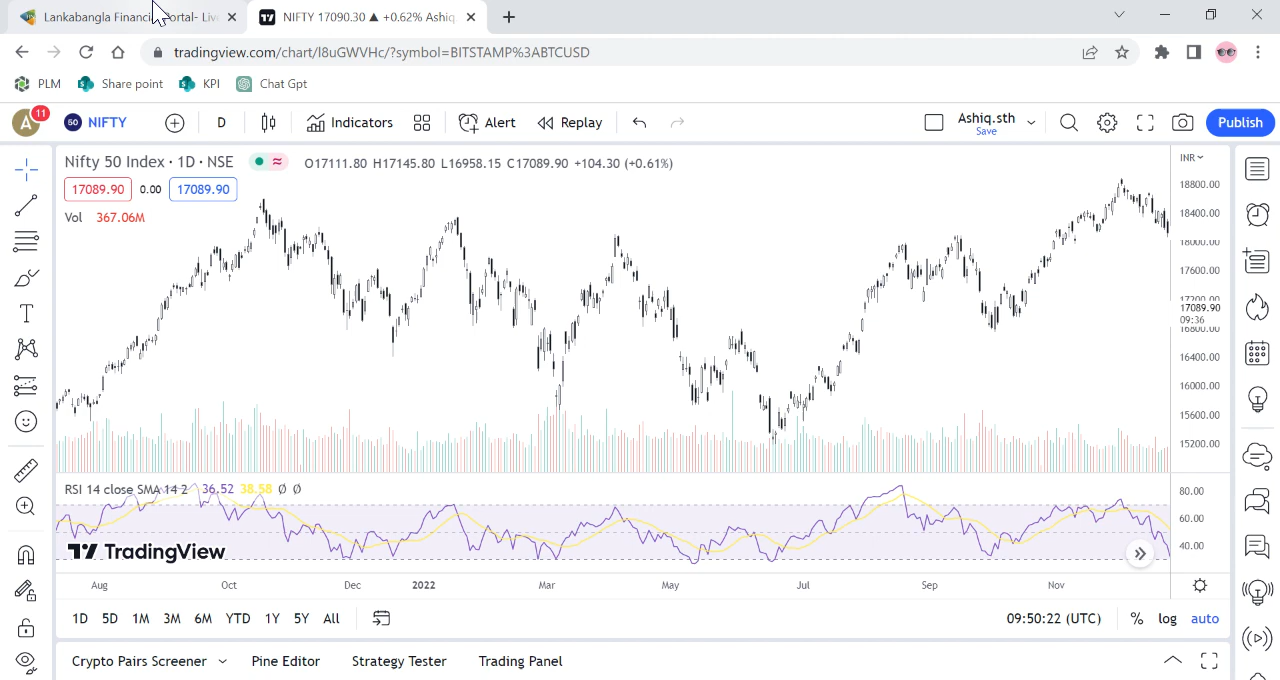 Lankabangla Financi Portal- Liv
NIFTY 17090.30 ▲ +0.62% Ashiq.
tradingview.com/chart/l8uGWVHc/?symbol=BITSTAMP%3ABTCUSD
PLM Share point KPI Chat Gpt
A 11 50 NIFTY D Indicators Alert Replay Ashiq.sth Save Publish
Nifty 50 Index · 1D · NSE O17111.80 H17145.80 L16958.15 C17089.90 +104.30 (+0.61%)
17089.90 0.00 17089.90
Vol 367.06M
INR
18800.00
18400.00
18000.00
17600.00
17200.00
17089.90
09:36
16800.00
16400.00
16000.00
15600.00
15200.00
RSI 14 close SMA 14 2 36.52 38.58 Ø Ø
80.00
60.00
40.00
TradingView
Aug Oct Dec 2022 Mar May Jul Sep Nov
1D 5D 1M 3M 6M YTD 1Y 5Y All 09:50:22 (UTC) % log auto
Crypto Pairs Screener Pine Editor Strategy Tester Trading Panel